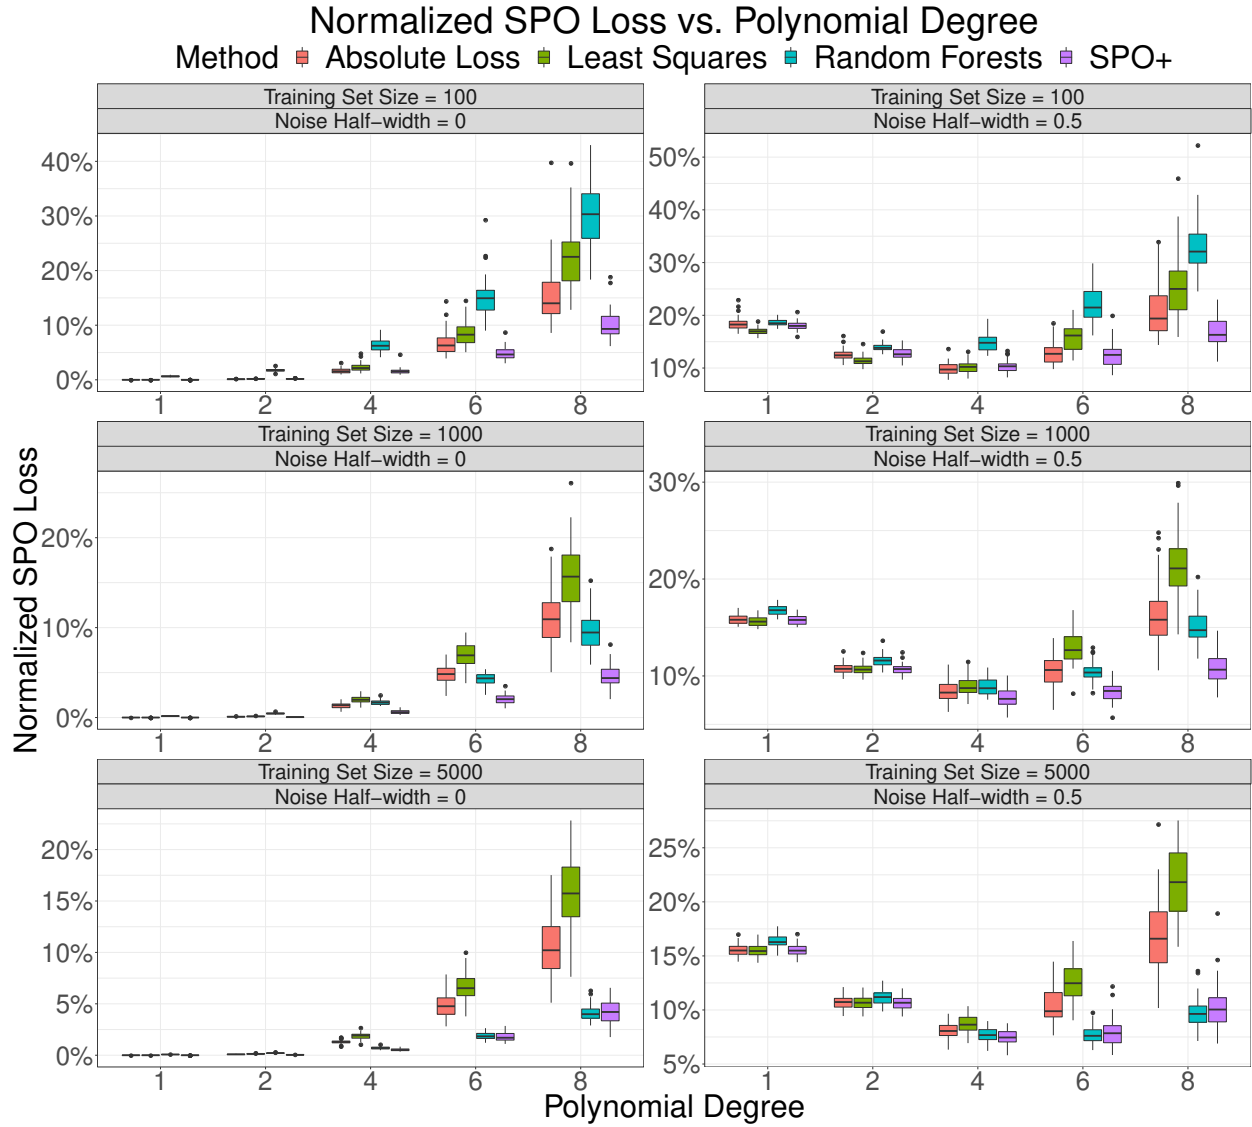 Normalized SPO Loss vs. Polynomial Degree
Method Absolute Loss Least Squares Random Forests SPO+
Training Set Size = 100
Noise Half−width = 0
40%
30%
20%
10%
0%
1 2 4 6 8
Training Set Size = 100
Noise Half−width = 0.5
50%
40%
30%
20%
10%
1 2 4 6 8
Training Set Size = 1000
Noise Half−width = 0
20%
10%
0%
1 2 4 6 8
Training Set Size = 1000
Noise Half−width = 0.5
30%
20%
10%
1 2 4 6 8
Training Set Size = 5000
Noise Half−width = 0
20%
15%
10%
5%
0%
1 2 4 6 8
Training Set Size = 5000
Noise Half−width = 0.5
25%
20%
15%
10%
5%
1 2 4 6 8
Normalized SPO Loss
Polynomial Degree